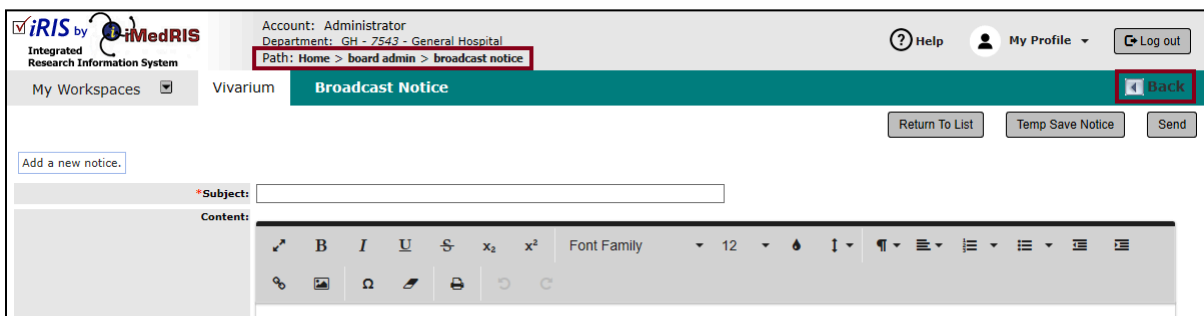 iRIS by iMedRIS
Integrated
Research Information System
Account: Administrator
Department: GH - 7543 - General Hospital
Path: Home > board admin > broadcast notice
? Help
My Profile
Log out
My Workspaces
Vivarium
Broadcast Notice
Back
Return To List
Temp Save Notice
Send
Add a new notice.
*Subject:
Content:
B I U S x₂ x² Font Family 12 ¶
Ω